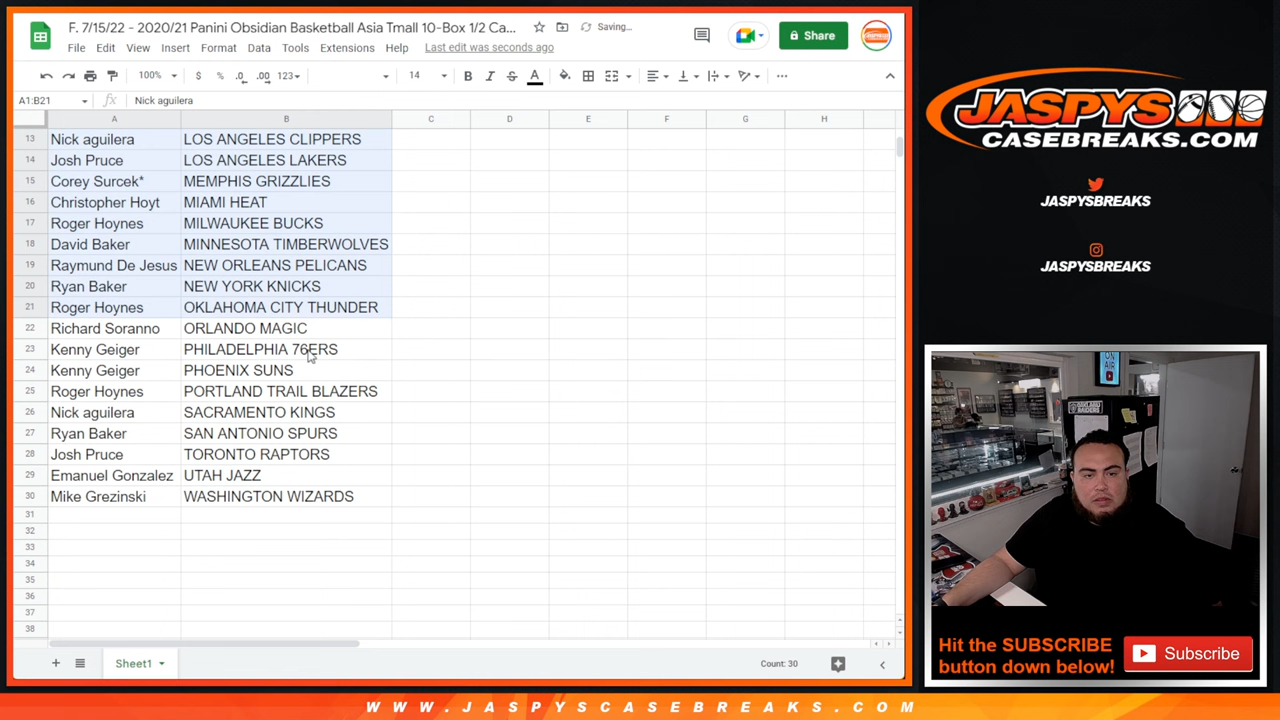 F. 7/15/22 - 2020/21 Panini Obsidian Basketball Asia Tmall 10-Box 1/2 Ca...
Saving...
Share
File Edit View Insert Format Data Tools Extensions Help Last edit was seconds ago
100% $ % .0 .00 123 14 B I S A
A1:B21 fx Nick aguilera
A B C D E F G H
13 Nick aguilera LOS ANGELES CLIPPERS
14 Josh Pruce LOS ANGELES LAKERS
15 Corey Surcek* MEMPHIS GRIZZLIES
16 Christopher Hoyt MIAMI HEAT
17 Roger Hoynes MILWAUKEE BUCKS
18 David Baker MINNESOTA TIMBERWOLVES
19 Raymund De Jesus NEW ORLEANS PELICANS
20 Ryan Baker NEW YORK KNICKS
21 Roger Hoynes OKLAHOMA CITY THUNDER
22 Richard Soranno ORLANDO MAGIC
23 Kenny Geiger PHILADELPHIA 76ERS
24 Kenny Geiger PHOENIX SUNS
25 Roger Hoynes PORTLAND TRAIL BLAZERS
26 Nick aguilera SACRAMENTO KINGS
27 Ryan Baker SAN ANTONIO SPURS
28 Josh Pruce TORONTO RAPTORS
29 Emanuel Gonzalez UTAH JAZZ
30 Mike Grezinski WASHINGTON WIZARDS
31
32
33
34
35
36
37
38
Sheet1
Count: 30
JASPYS
CASEBREAKS.COM
JASPYSBREAKS
JASPYSBREAKS
ON AIR
OAKLAND
RAIDERS
Hit the SUBSCRIBE
button down below!
Subscribe
WWW.JASPYSCASEBREAKS.COM